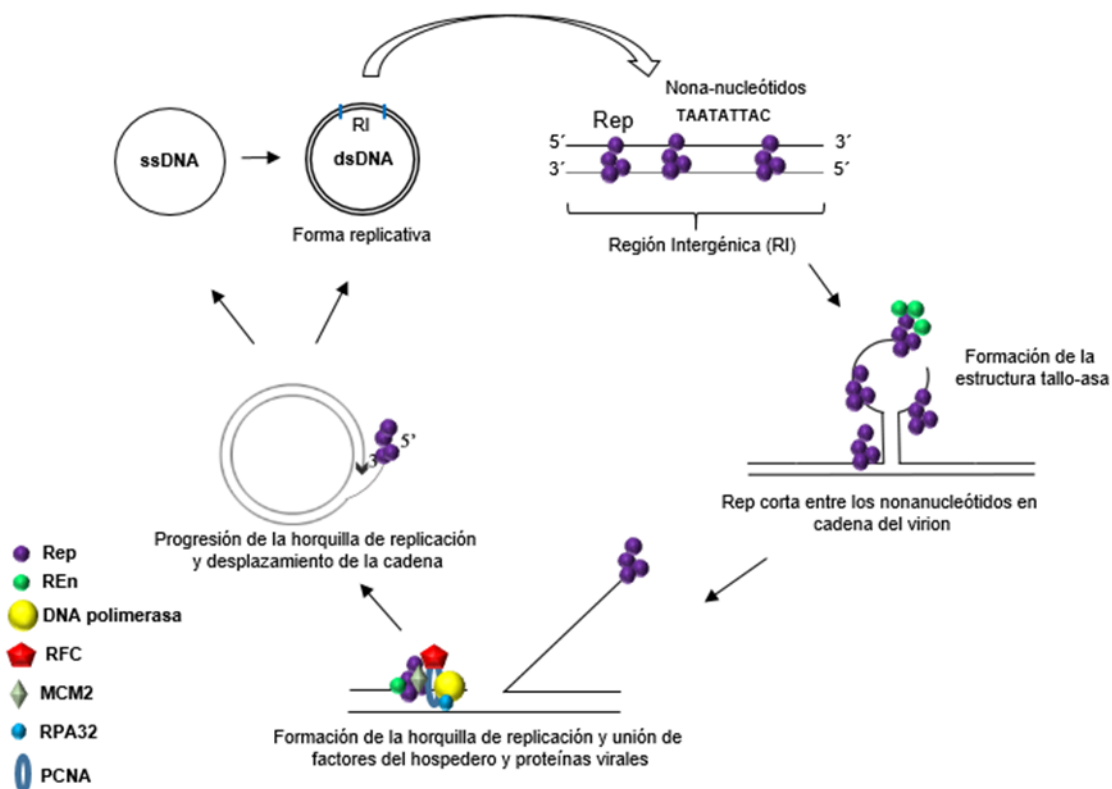 Nona-nucleótidos
TAATATTAC
Rep
5´ 3´
3´ 5´
RI
ssDNA
dsDNA
Forma replicativa
Región Intergénica (RI)
Formación de la
estructura tallo-asa
Rep corta entre los nonanucleótidos en
cadena del virion
3'
5'
Progresión de la horquilla de replicación
y desplazamiento de la cadena
Formación de la horquilla de replicación y unión de
factores del hospedero y proteínas virales
Rep
REn
DNA polimerasa
RFC
MCM2
RPA32
PCNA